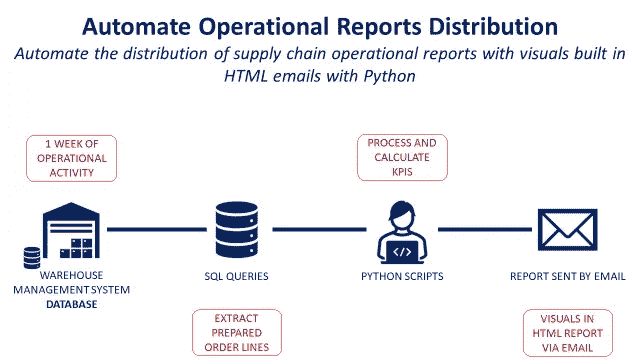 Automate Operational Reports Distribution
Automate the distribution of supply chain operational reports with visuals built in
HTML emails with Python
1 WEEK OF
OPERATIONAL
ACTIVITY
PROCESS AND
CALCULATE
KPIS
</>
WAREHOUSE
MANAGEMENT SYSTEM
DATABASE
SQL QUERIES
PYTHON SCRIPTS
REPORT SENT BY EMAIL
EXTRACT
PREPARED
ORDER LINES
VISUALS IN
HTML REPORT
VIA EMAIL